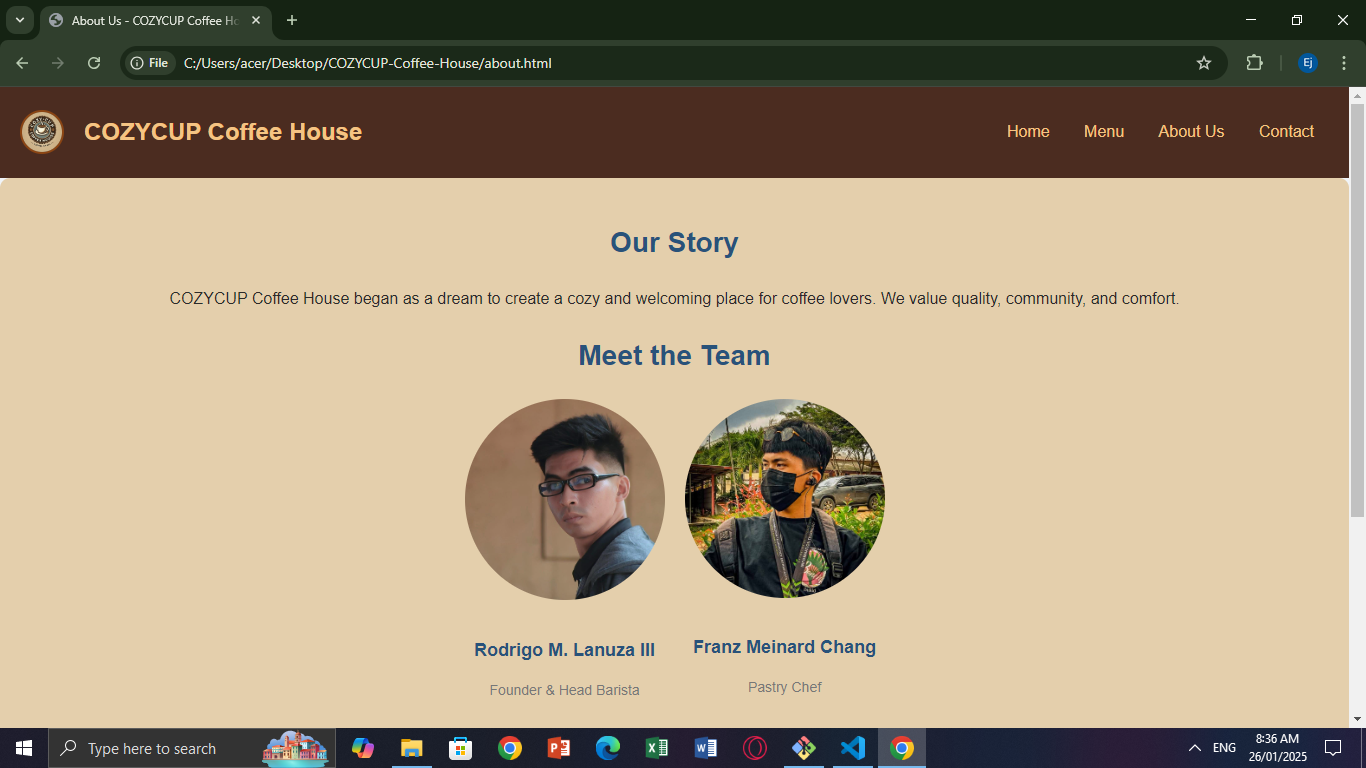 About Us - COZYCUP Coffee Ho
File
C:/Users/acer/Desktop/COZYCUP-Coffee-House/about.html
Ej
COZYCUP Coffee House
Home
Menu
About Us
Contact
Our Story
COZYCUP Coffee House began as a dream to create a cozy and welcoming place for coffee lovers. We value quality, community, and comfort.
Meet the Team
Rodrigo M. Lanuza III
Franz Meinard Chang
Founder & Head Barista
Pastry Chef
Type here to search
ENG
8:36 AM
26/01/2025